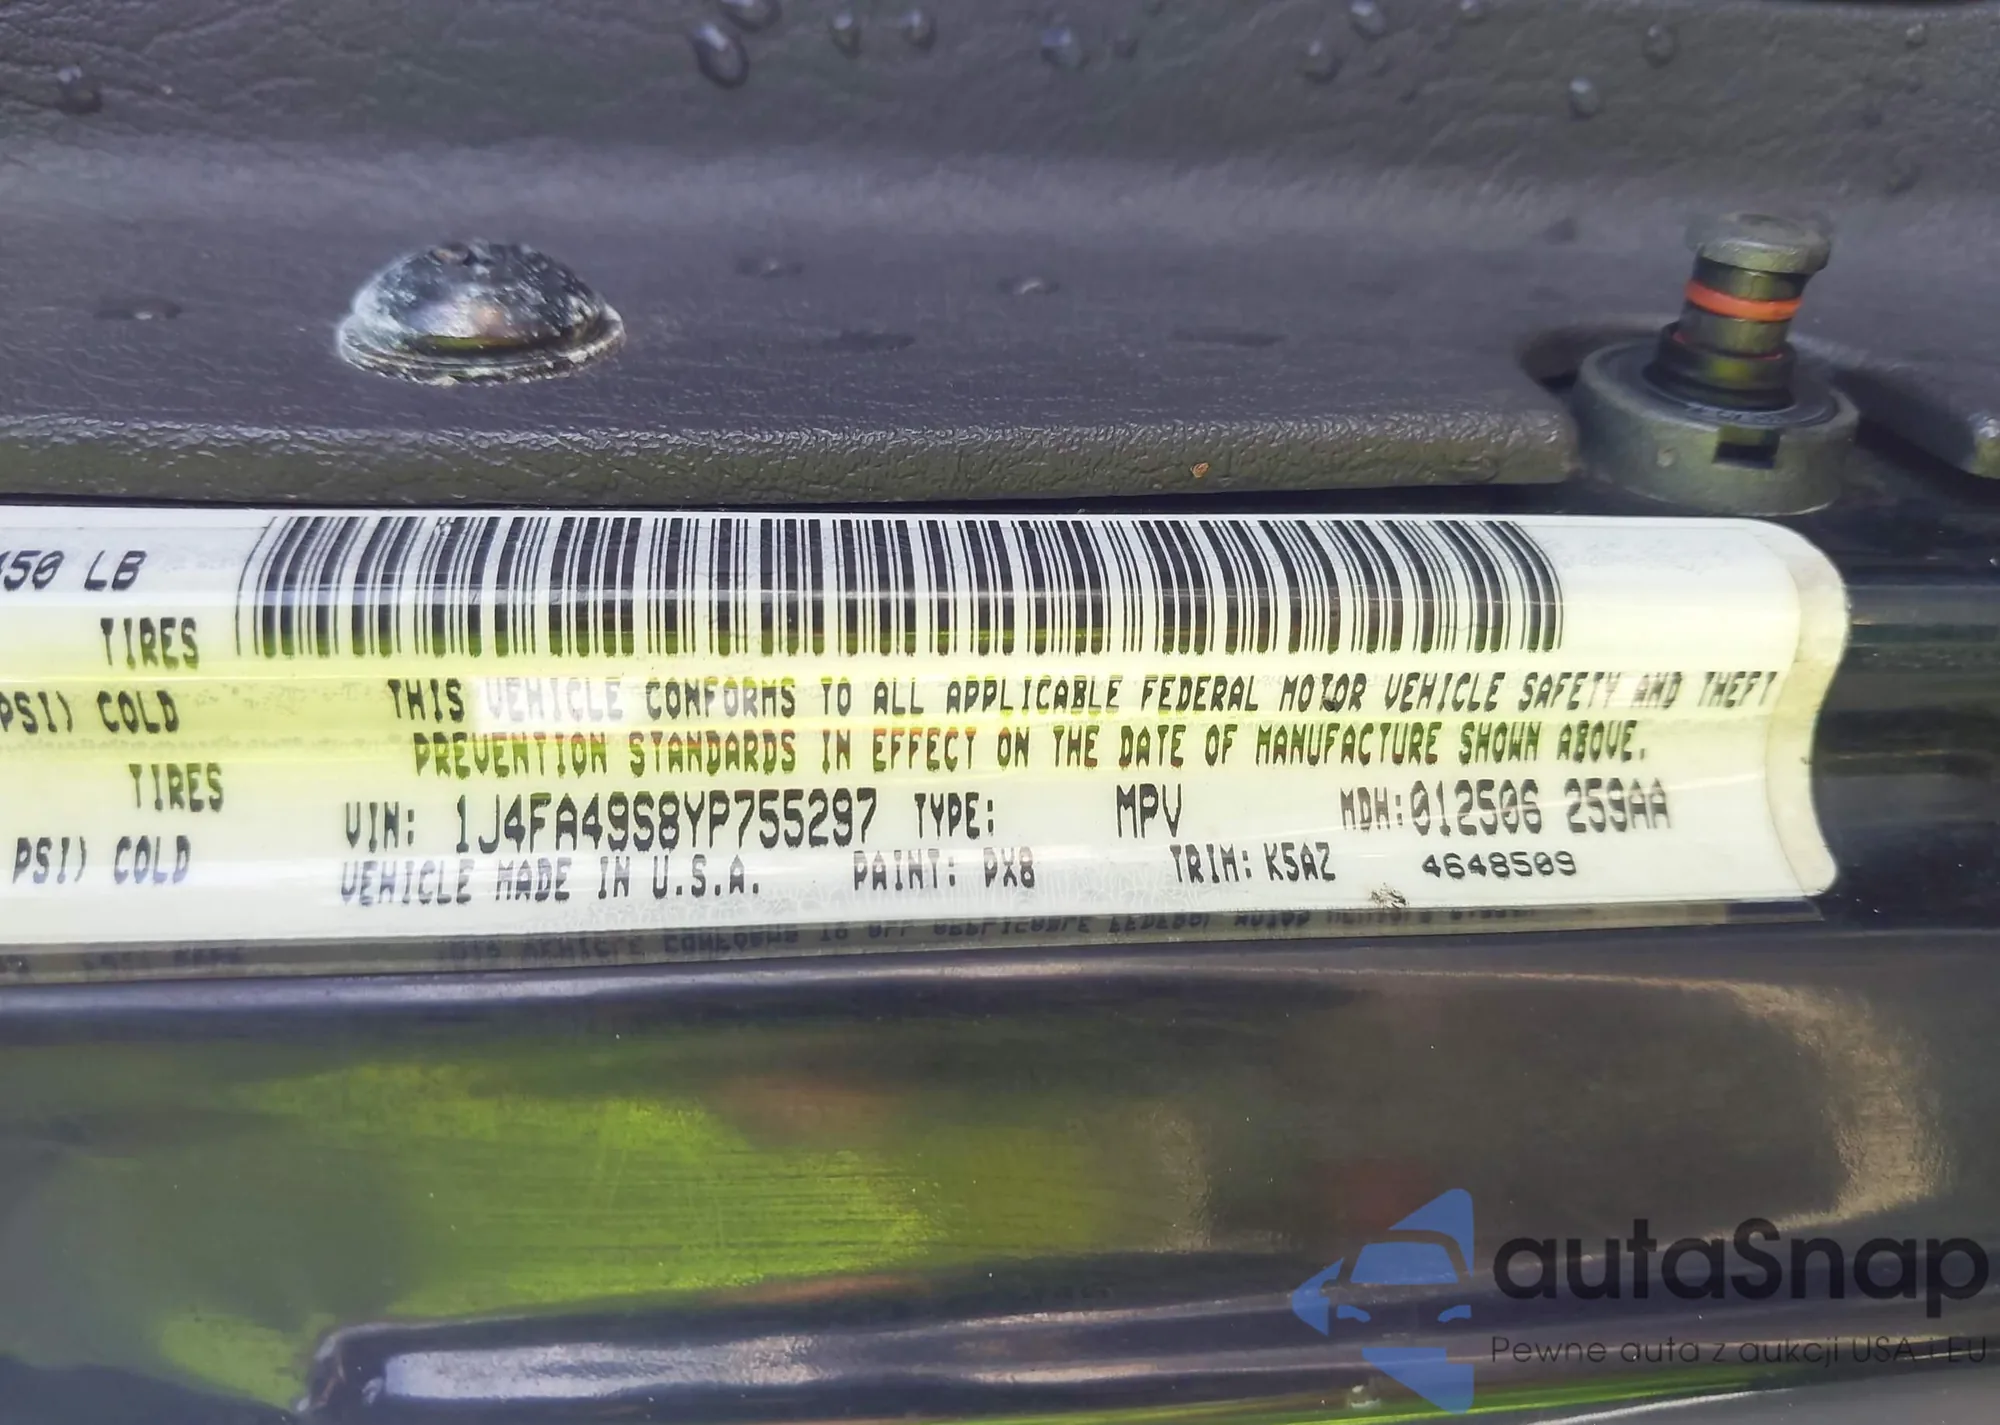 450 LB
TIRES
PSI) COLD
THIS VEHICLE CONFORMS TO ALL APPLICABLE FEDERAL MOTOR VEHICLE SAFETY AND THEFT
PREVENTION STANDARDS IN EFFECT ON THE DATE OF MANUFACTURE SHOWN ABOVE.
TIRES
VIN: 1J4FA49S8YP755297 TYPE: MPV MDH:012506 259AA
PSI) COLD
VEHICLE MADE IN U.S.A. PAINT: PX8 TRIM: K5AZ 4648509
autaSnap
Pewne auta z aukcji USA i EU